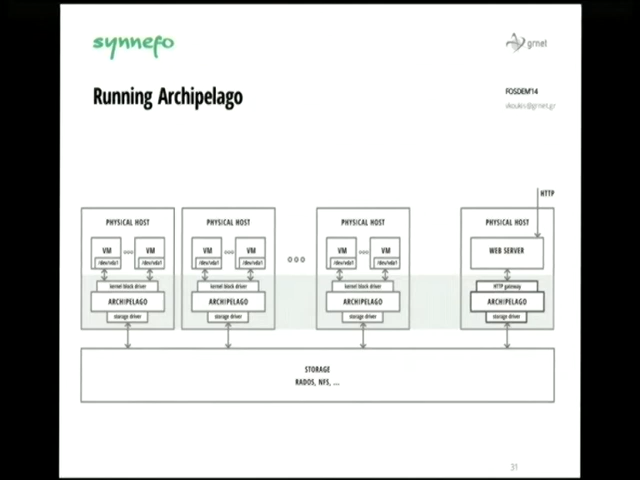 synnefo
grnet
Running Archipelago
FOSDEM'14
vkoukis@grnet.gr
HTTP
PHYSICAL HOST PHYSICAL HOST PHYSICAL HOST PHYSICAL HOST
VM VM VM VM VM VM WEB SERVER
/dev/vda1 /dev/vda1 /dev/vda1 /dev/vda1 /dev/vda1 /dev/vda1
kernel block driver kernel block driver kernel block driver HTTP gateway
ARCHIPELAGO ARCHIPELAGO ARCHIPELAGO ARCHIPELAGO
storage driver storage driver storage driver storage driver
STORAGE
RADOS, NFS, ...
31